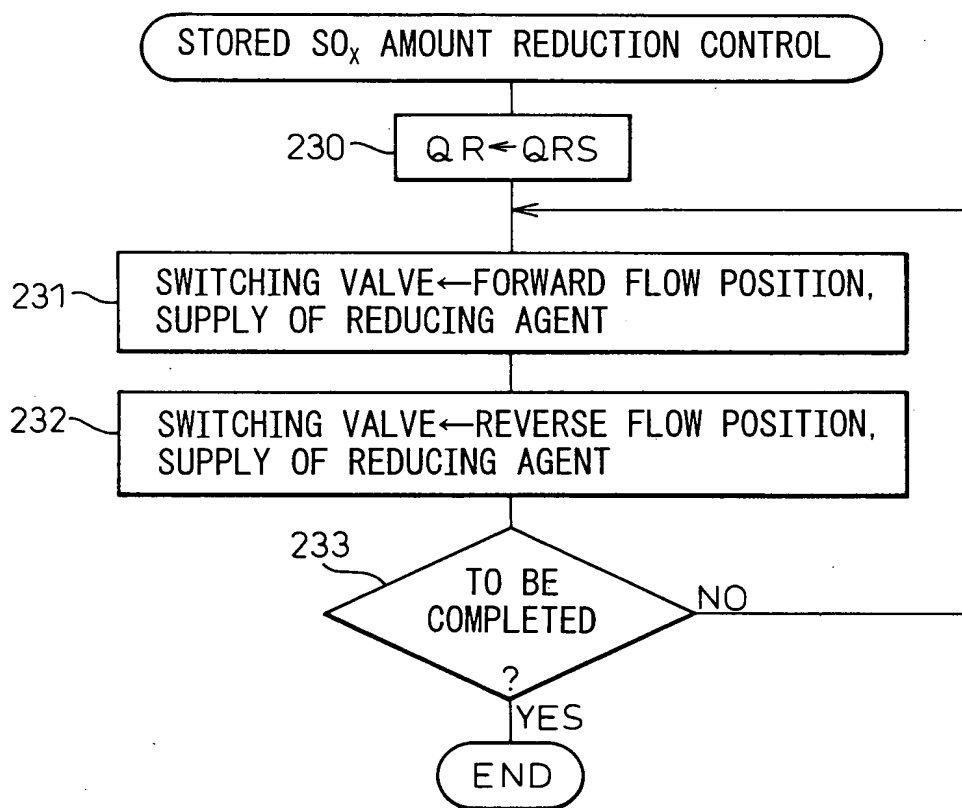 STORED SOₓ AMOUNT REDUCTION CONTROL
230
QR←QRS
231
SWITCHING VALVE←FORWARD FLOW POSITION,
SUPPLY OF REDUCING AGENT
232
SWITCHING VALVE←REVERSE FLOW POSITION,
SUPPLY OF REDUCING AGENT
233
TO BE
COMPLETED
?
NO
YES
END